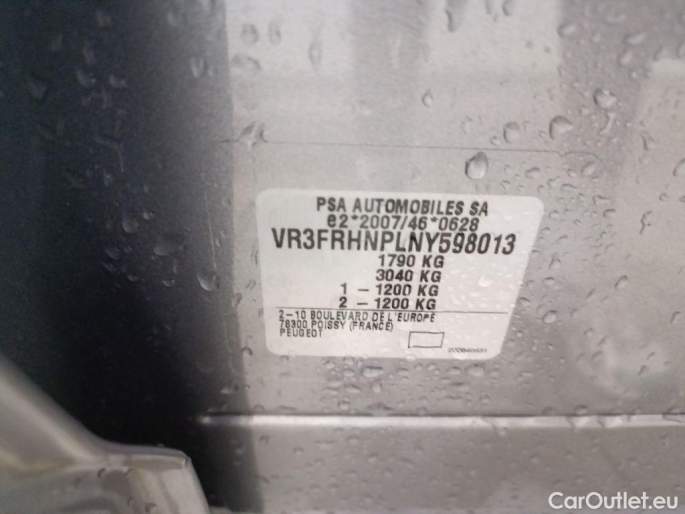 PSA AUTOMOBILES SA
e2*2007/46*0628
VR3FRHNPLNY598013
1790 KG
3040 KG
1 - 1200 KG
2 - 1200 KG
2-10 BOULEVARD DE L'EUROPE
78300 POISSY (FRANCE)
PEUGEOT
CarOutlet.eu